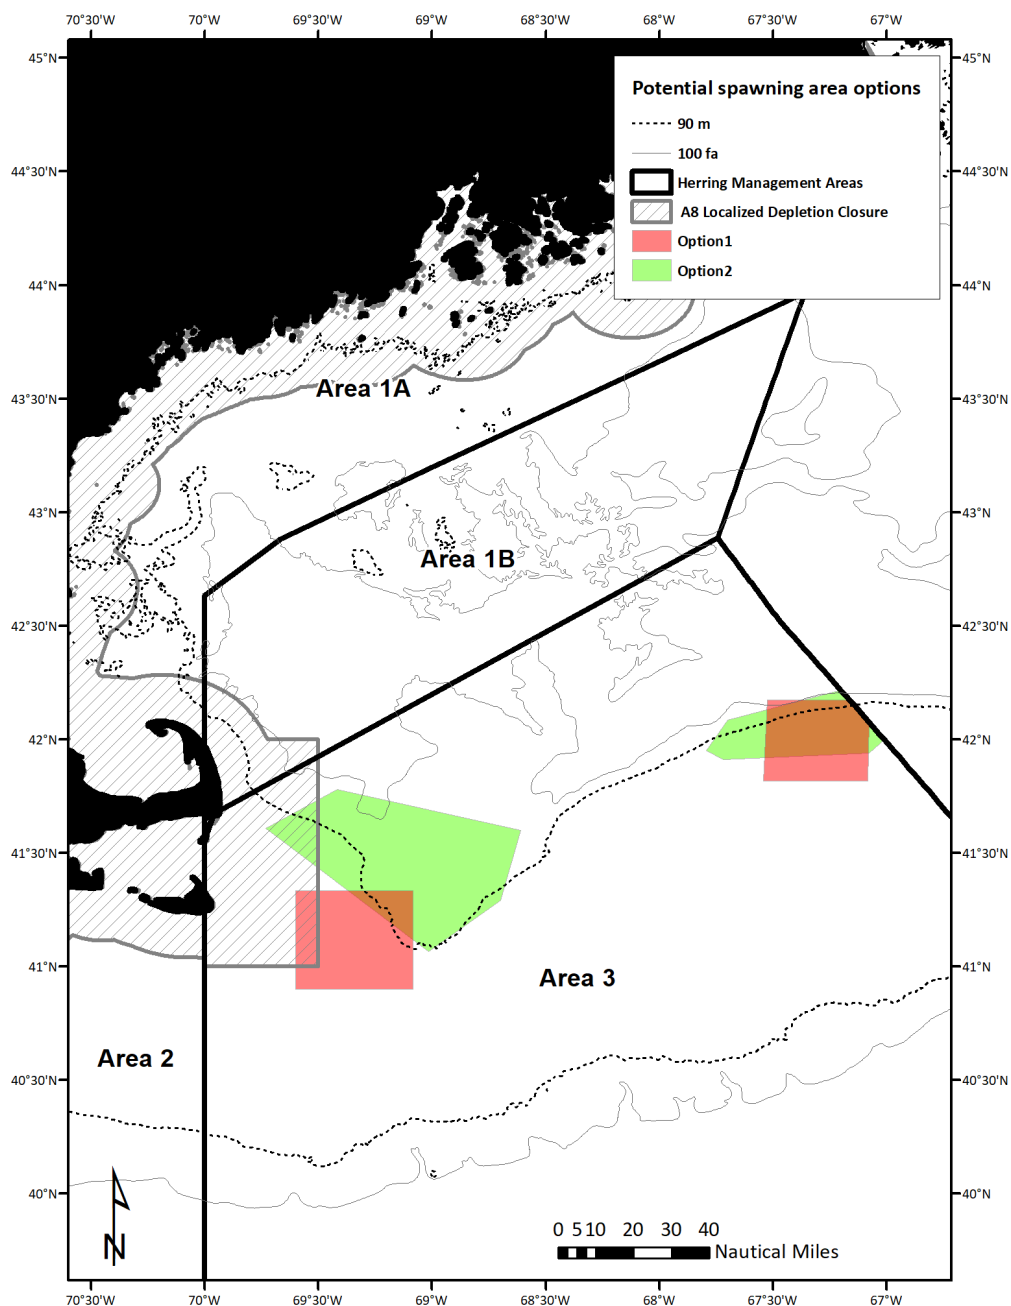 70°30'W 70°W 69°30'W 69°W 68°30'W 68°W 67°30'W 67°W
45°N 45°N
Potential spawning area options
90 m
100 fa
44°30'N 44°30'N
Herring Management Areas
A8 Localized Depletion Closure
Option1
Option2
44°N 44°N
Area 1A
43°30'N 43°30'N
43°N 43°N
Area 1B
42°30'N 42°30'N
42°N 42°N
41°30'N 41°30'N
41°N 41°N
Area 3
Area 2
40°30'N 40°30'N
40°N 40°N
N
0 5 10 20 30 40
Nautical Miles
70°30'W 70°W 69°30'W 69°W 68°30'W 68°W 67°30'W 67°W